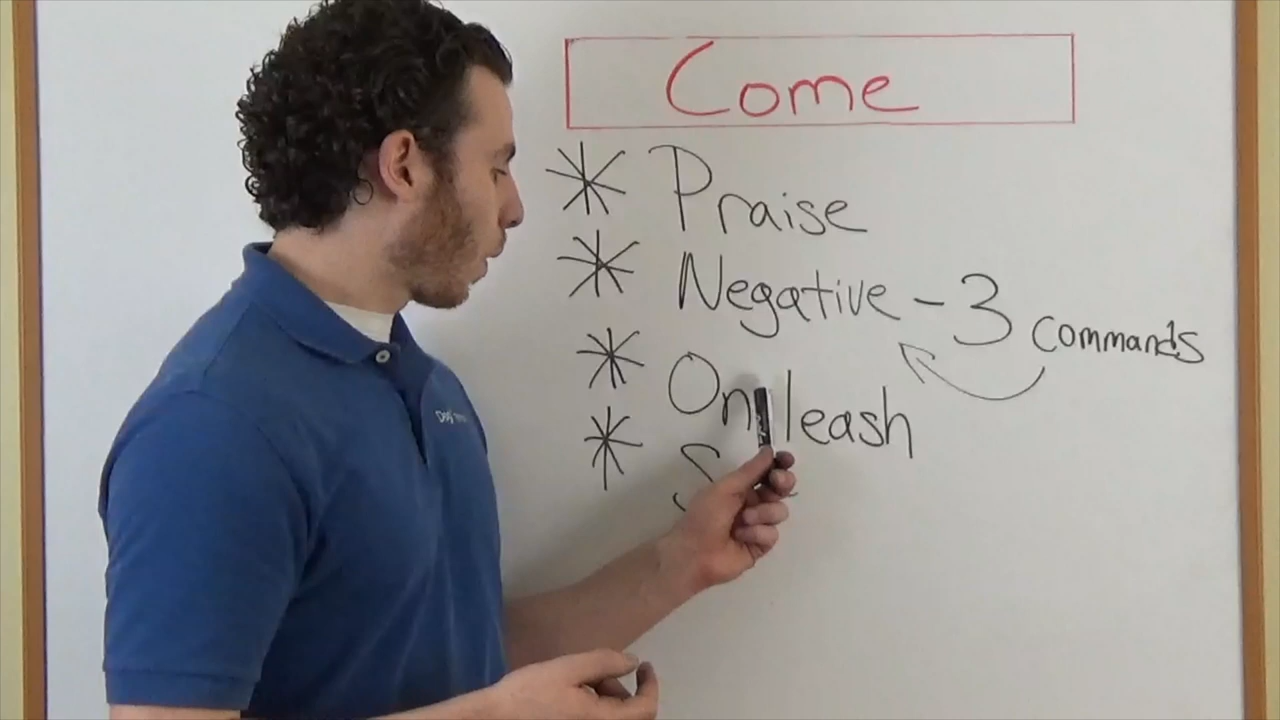 Come
* Praise
* Negative - 3 commands
* On leash
*